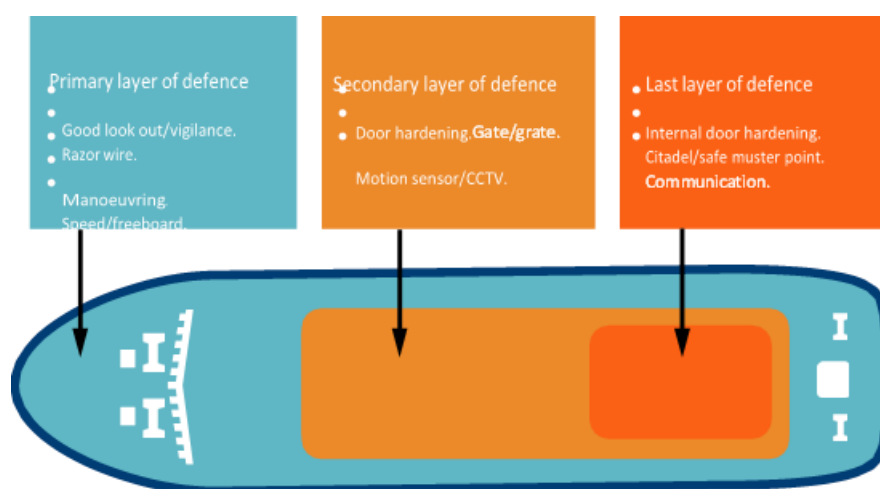 Primary layer of defence
Good look out/vigilance.
Razor wire.
Manoeuvring.
Speed/freeboard.
Secondary layer of defence
Door hardening.Gate/grate.
Motion sensor/CCTV.
Last layer of defence
Internal door hardening.
Citadel/safe muster point.
Communication.